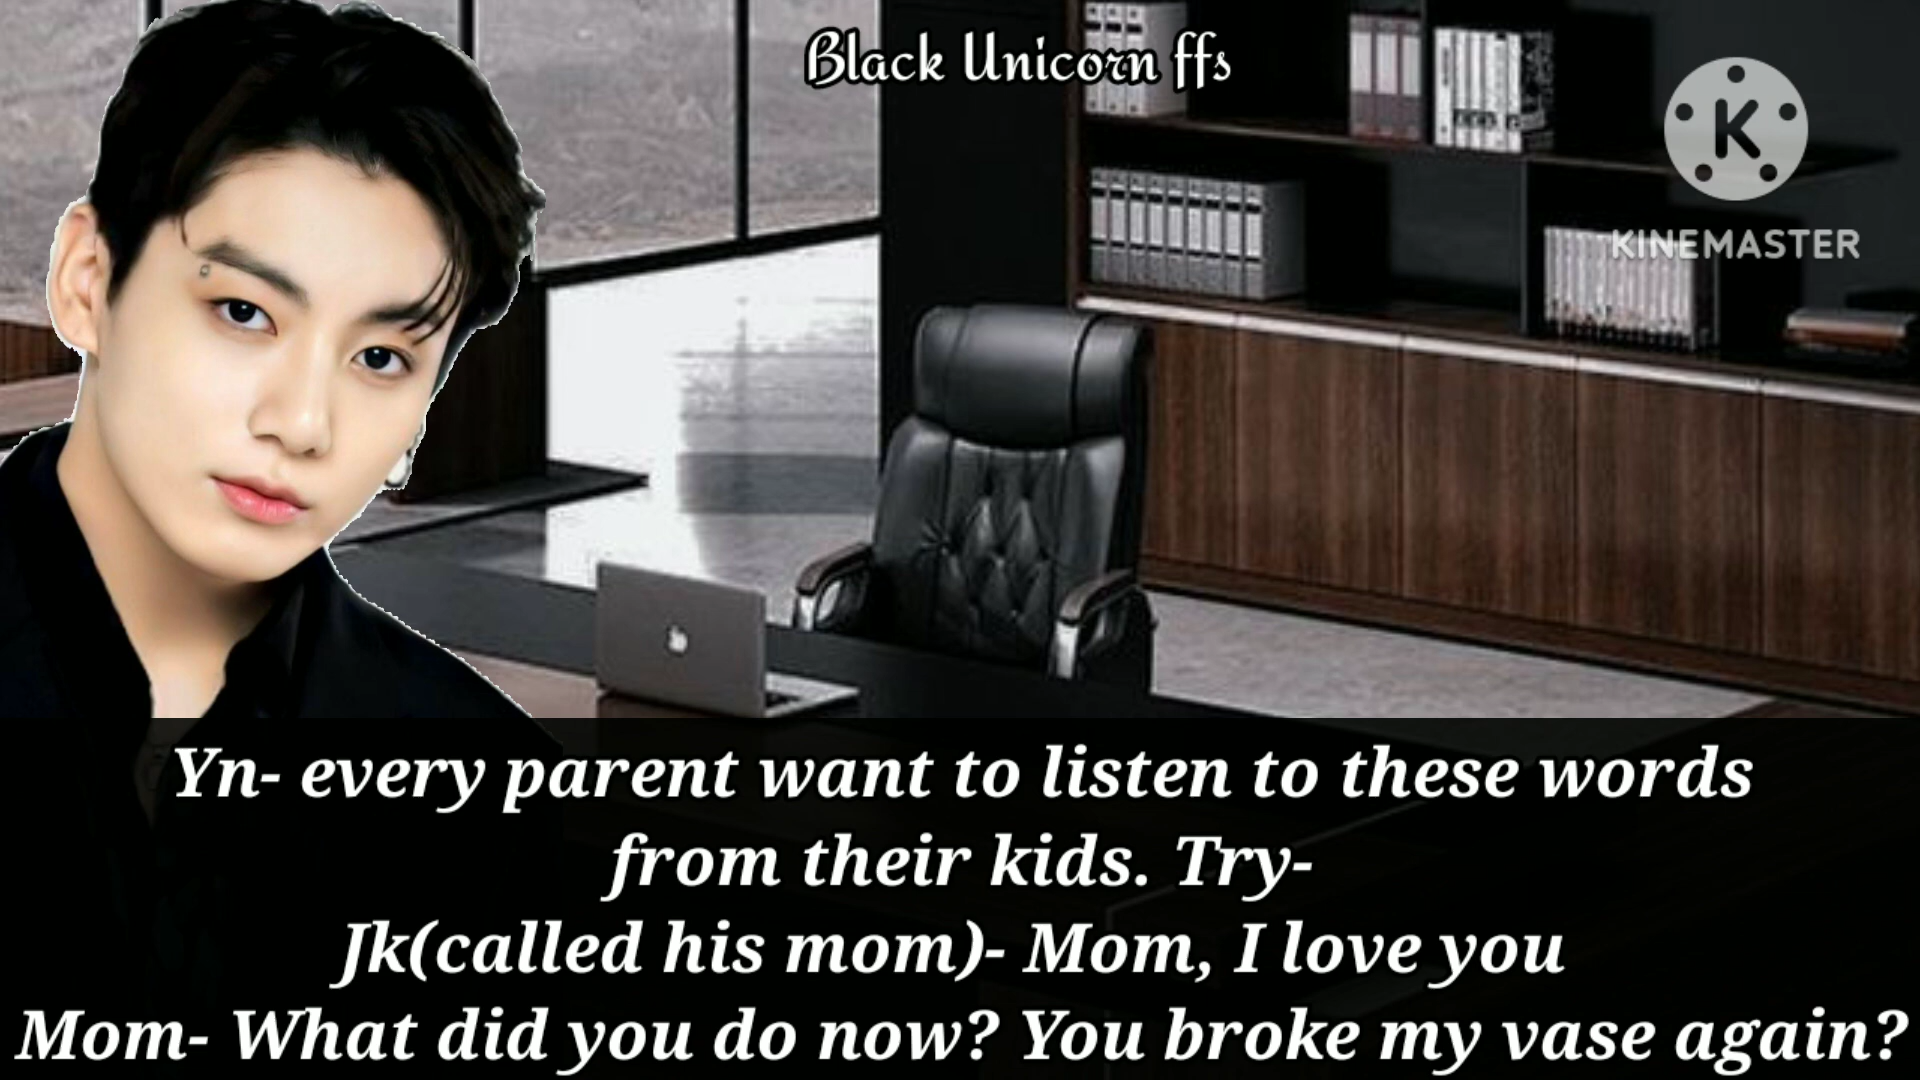 Black Unicorn ffs
K
KINEMASTER
Yn- every parent want to listen to these words
from their kids. Try-
Jk(called his mom)- Mom, I love you
Mom- What did you do now? You broke my vase again?